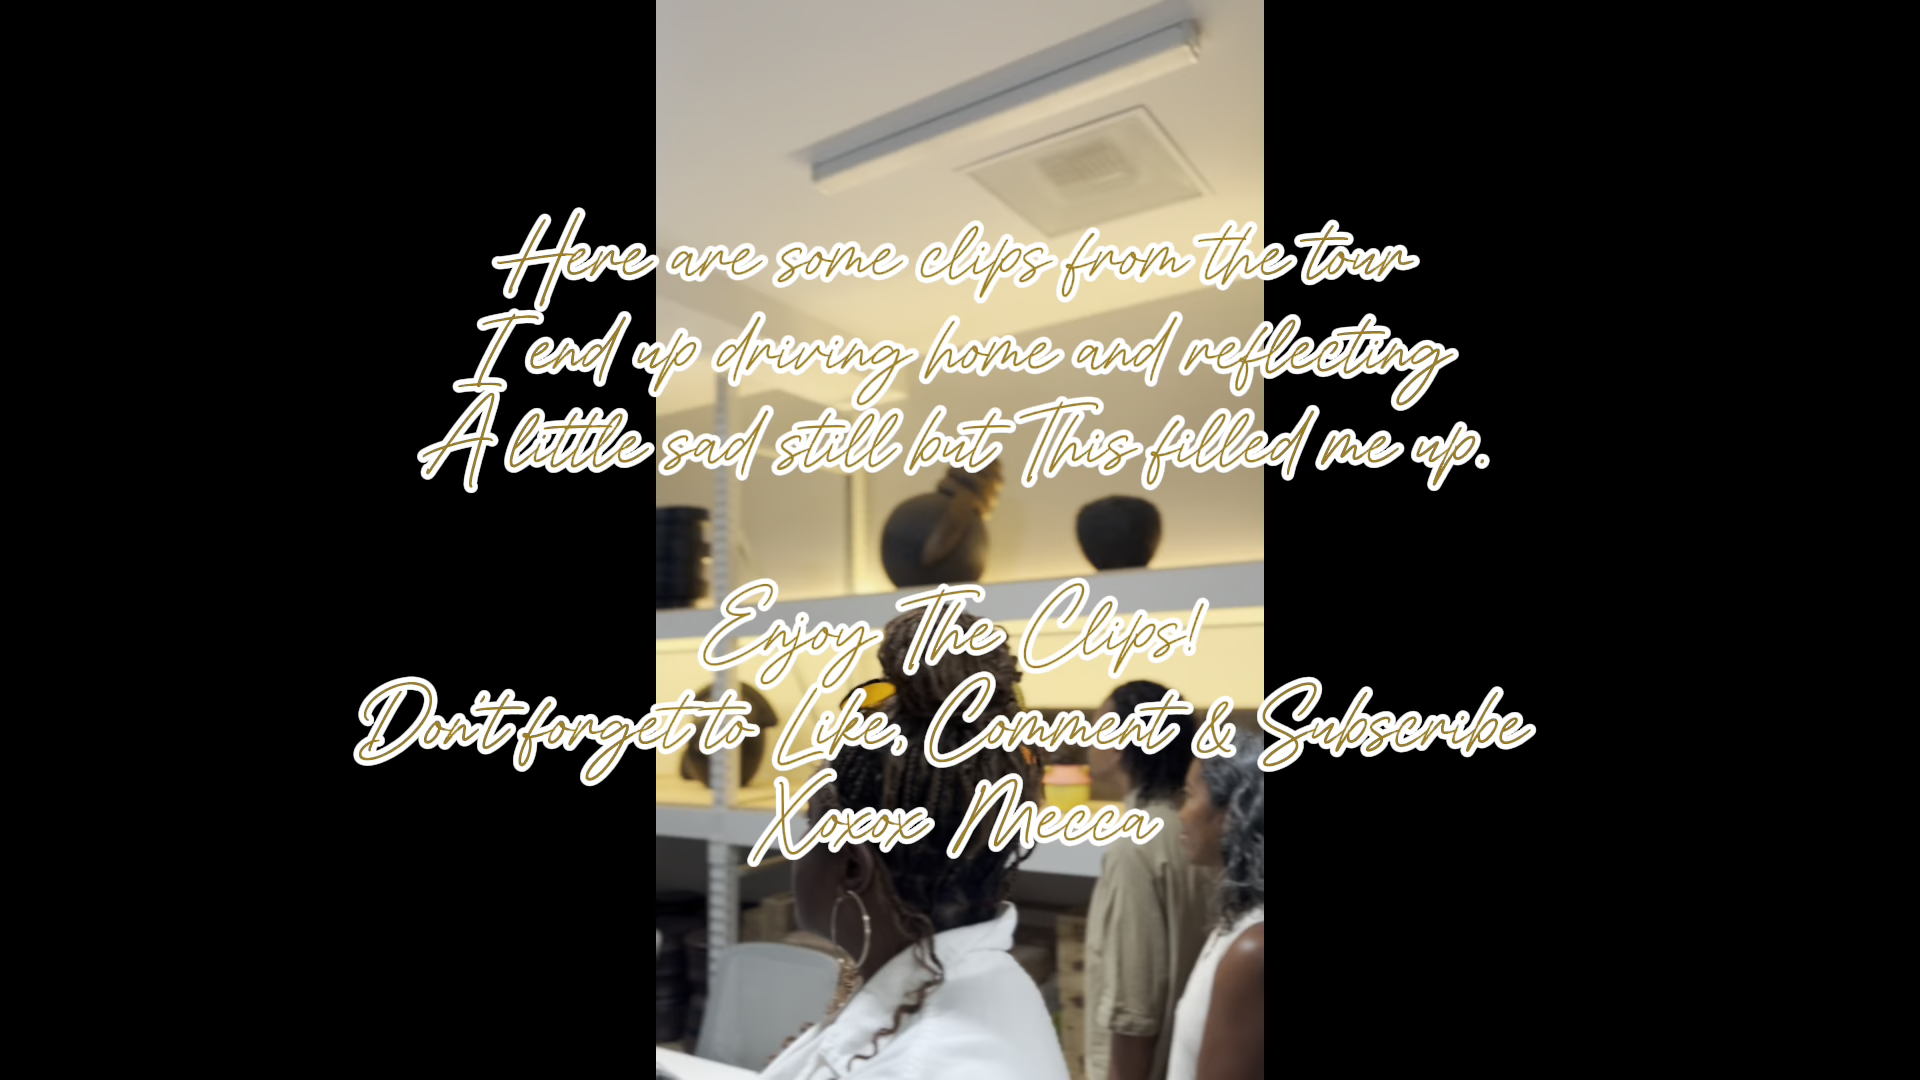 Here are some clips from the tour
I end up driving home and reflecting
A little sad still but This filled me up.
Enjoy The Clips!
Don't forget to Like, Comment & Subscribe
Xoxox Mecca